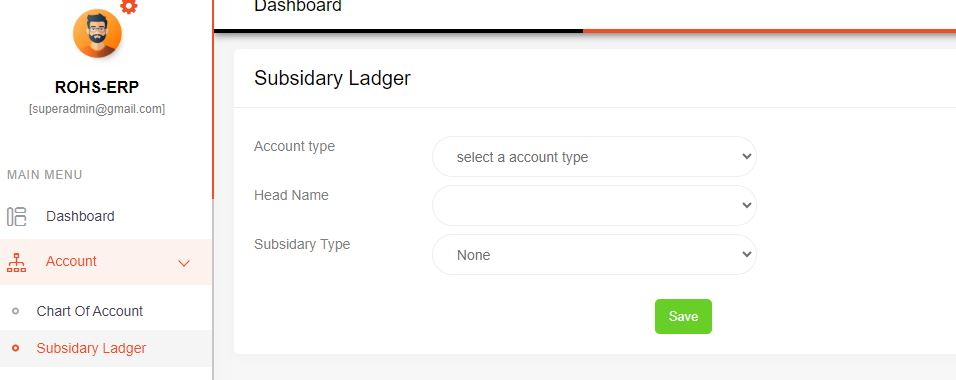 Dashboard
ROHS-ERP
[superadmin@gmail.com]
MAIN MENU
Dashboard
Account
Chart Of Account
Subsidary Ladger
Subsidary Ladger
Account type
select a account type
Head Name
Subsidary Type
None
Save